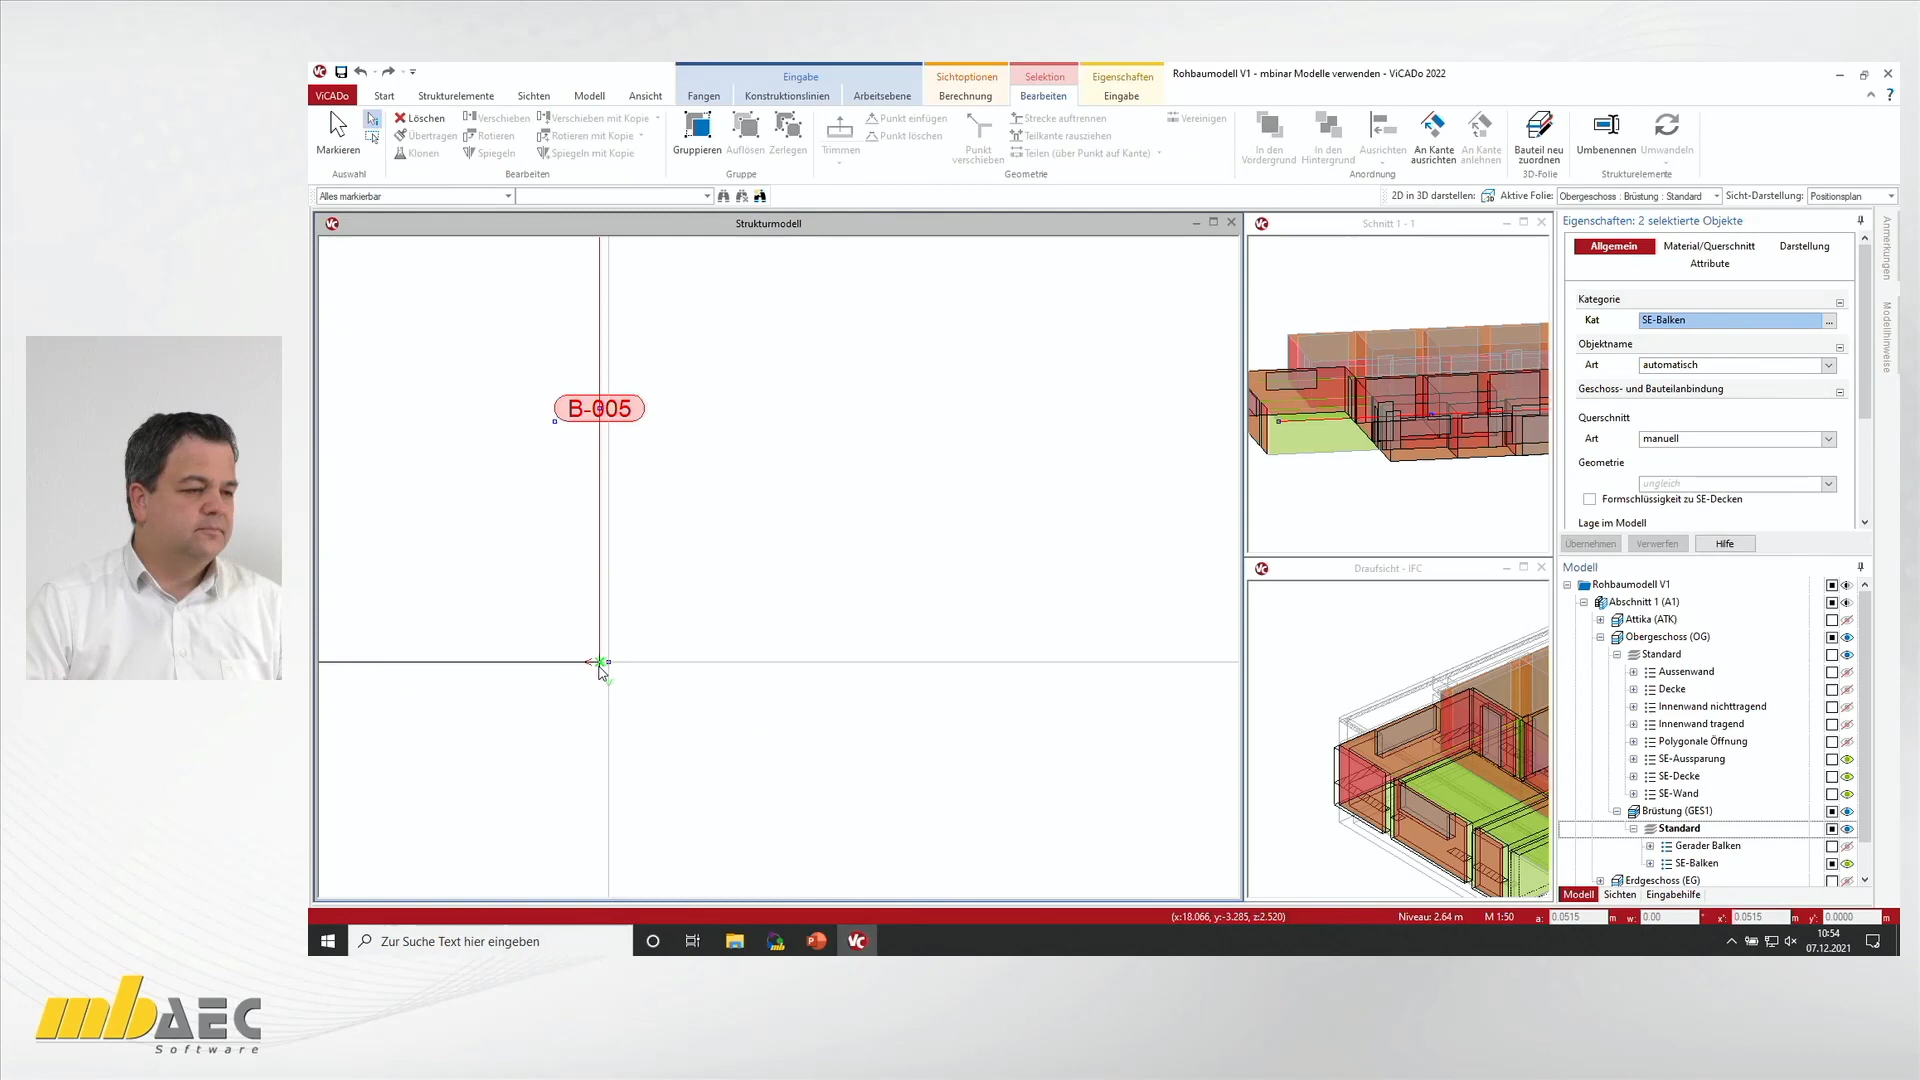 Eingabe
Sichtoptionen
Selektion
Eigenschaften
Rohbaumodell V1 - mbinar Modelle verwenden - ViCADo 2022
ViCADo
Start
Strukturelemente
Sichten
Modell
Ansicht
Fangen
Konstruktionslinien
Arbeitsebene
Berechnung
Bearbeiten
Eingabe
Markieren
Auswahl
Löschen
Übertragen
Klonen
Verschieben
Rotieren
Spiegeln
Verschieben mit Kopie
Rotieren mit Kopie
Spiegeln mit Kopie
Bearbeiten
Gruppieren
Auflösen
Zerlegen
Gruppe
Trimmen
Punkt einfügen
Punkt löschen
Punkt verschieben
Strecke auftrennen
Teilkante rausziehen
Teilen (über Punkt auf Kante)
Vereinigen
Geometrie
In den Vordergrund
In den Hintergrund
Ausrichten
An Kante ausrichten
An Kante anlehnen
Anordnung
Bauteil neu zuordnen
3D-Folie
Umbenennen
Umwandeln
Strukturelemente
Alles markierbar
2D in 3D darstellen:
Aktive Folie:
Obergeschoss : Brüstung : Standard
Sicht-Darstellung:
Positionsplan
Strukturmodell
B-005
Schnitt 1 - 1
Draufsicht - IFC
Eigenschaften: 2 selektierte Objekte
Allgemein
Material/Querschnitt
Darstellung
Attribute
Kategorie
Kat
SE-Balken
...
Objektname
Art
automatisch
Geschoss- und Bauteilanbindung
Querschnitt
Art
manuell
Geometrie
ungleich
Formschlüssigkeit zu SE-Decken
Lage im Modell
Übernehmen
Verwerfen
Hilfe
Anmerkungen
Modellhinweise
Modell
Rohbaumodell V1
Abschnitt 1 (A1)
Attika (ATK)
Obergeschoss (OG)
Standard
Aussenwand
Decke
Innenwand nichttragend
Innenwand tragend
Polygonale Öffnung
SE-Aussparung
SE-Decke
SE-Wand
Brüstung (GES1)
Standard
Gerader Balken
SE-Balken
Erdgeschoss (EG)
Modell
Sichten
Eingabehilfe
(x:18.066, y:-3.285, z:2.520)
Niveau: 2.64 m
M 1:50
a: 0.0515 m
w: 0.00 °
x': 0.0515 m
y': 0.0000 m
Zur Suche Text hier eingeben
10:54
07.12.2021
mb AEC
Software